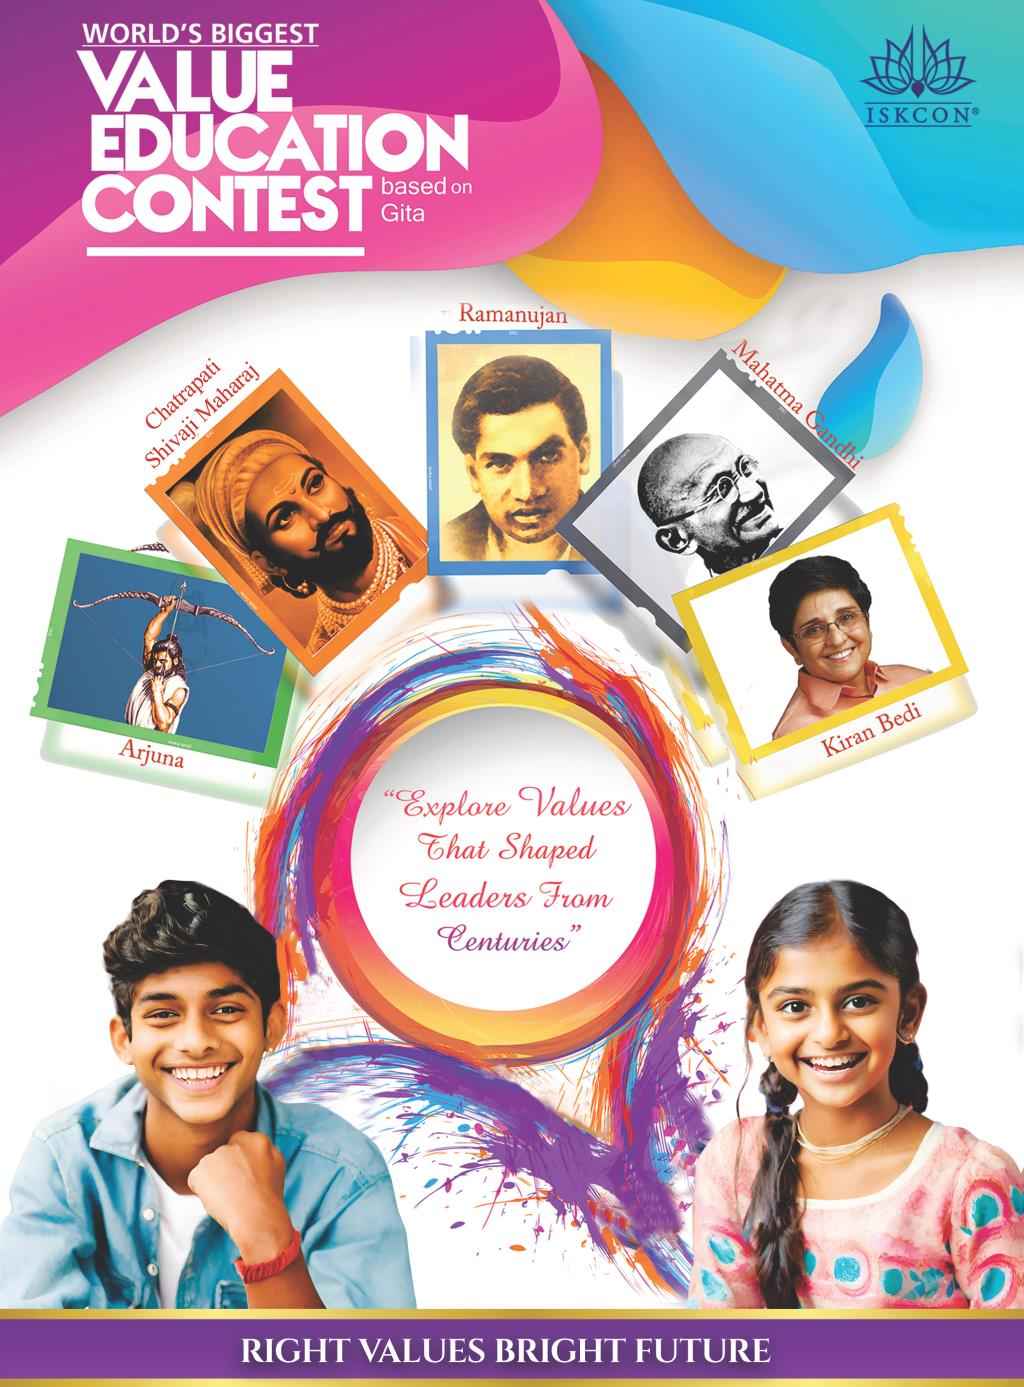 WORLD'S BIGGEST
VALUE
EDUCATION
CONTEST
based on
Gita
ISKCON®
Ramanujan
Chatrapati
Shivaji Maharaj
Mahatma Gandhi
Arjuna
Kiran Bedi
“Explore Values
That Shaped
Leaders From
Centuries”
RIGHT VALUES BRIGHT FUTURE